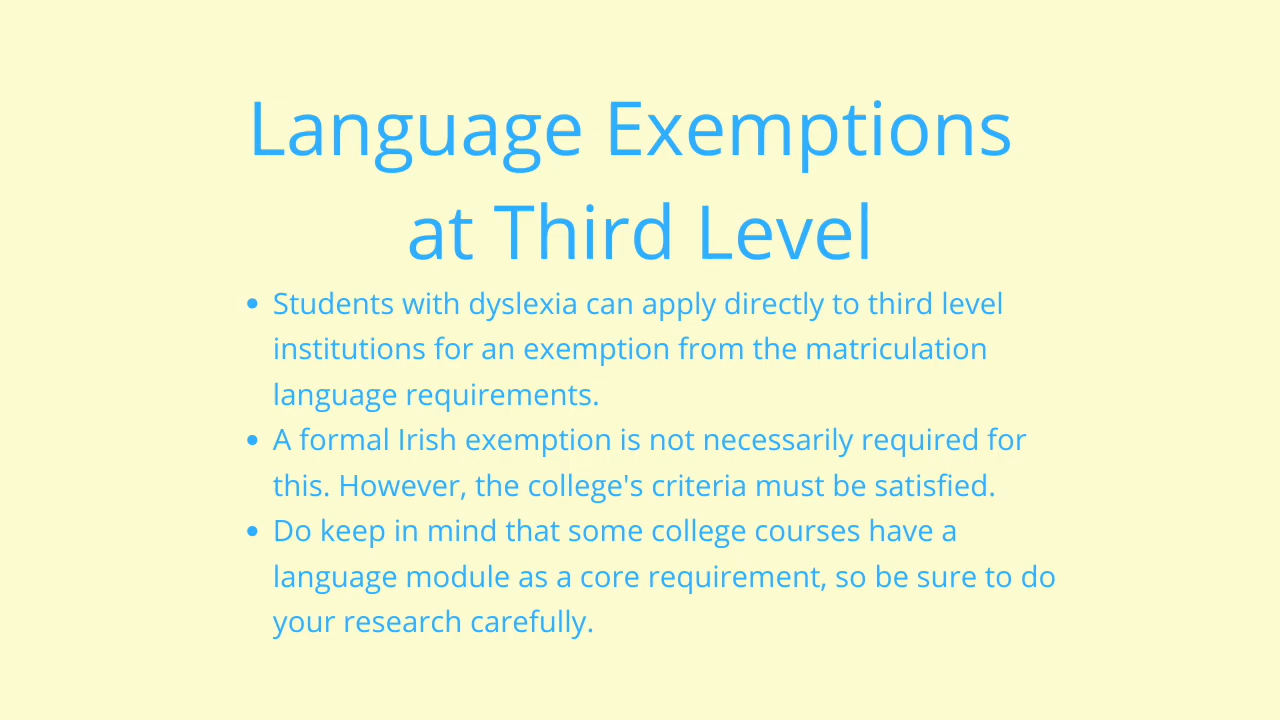 Language Exemptions
at Third Level
• Students with dyslexia can apply directly to third level
institutions for an exemption from the matriculation
language requirements.
• A formal Irish exemption is not necessarily required for
this. However, the college's criteria must be satisfied.
• Do keep in mind that some college courses have a
language module as a core requirement, so be sure to do
your research carefully.